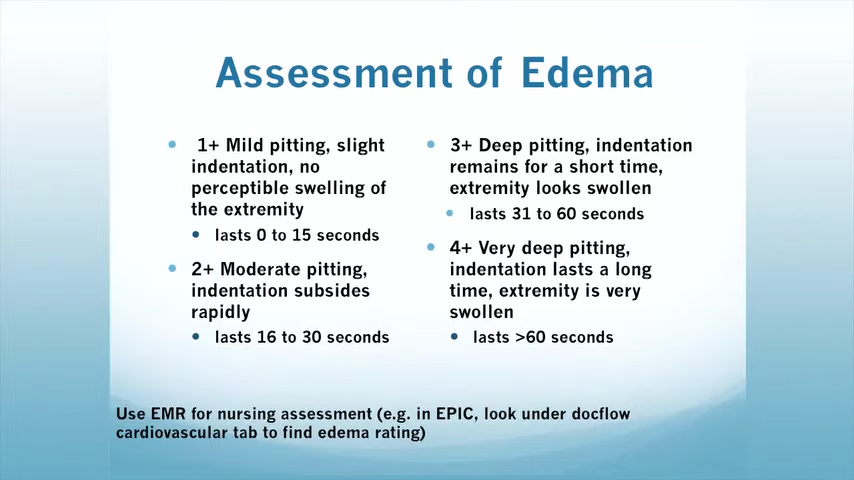 Assessment of Edema
1+ Mild pitting, slight
indentation, no
perceptible swelling of
the extremity
lasts 0 to 15 seconds
2+ Moderate pitting,
indentation subsides
rapidly
lasts 16 to 30 seconds
3+ Deep pitting, indentation
remains for a short time,
extremity looks swollen
lasts 31 to 60 seconds
4+ Very deep pitting,
indentation lasts a long
time, extremity is very
swollen
lasts >60 seconds
Use EMR for nursing assessment (e.g. in EPIC, look under docflow
cardiovascular tab to find edema rating)